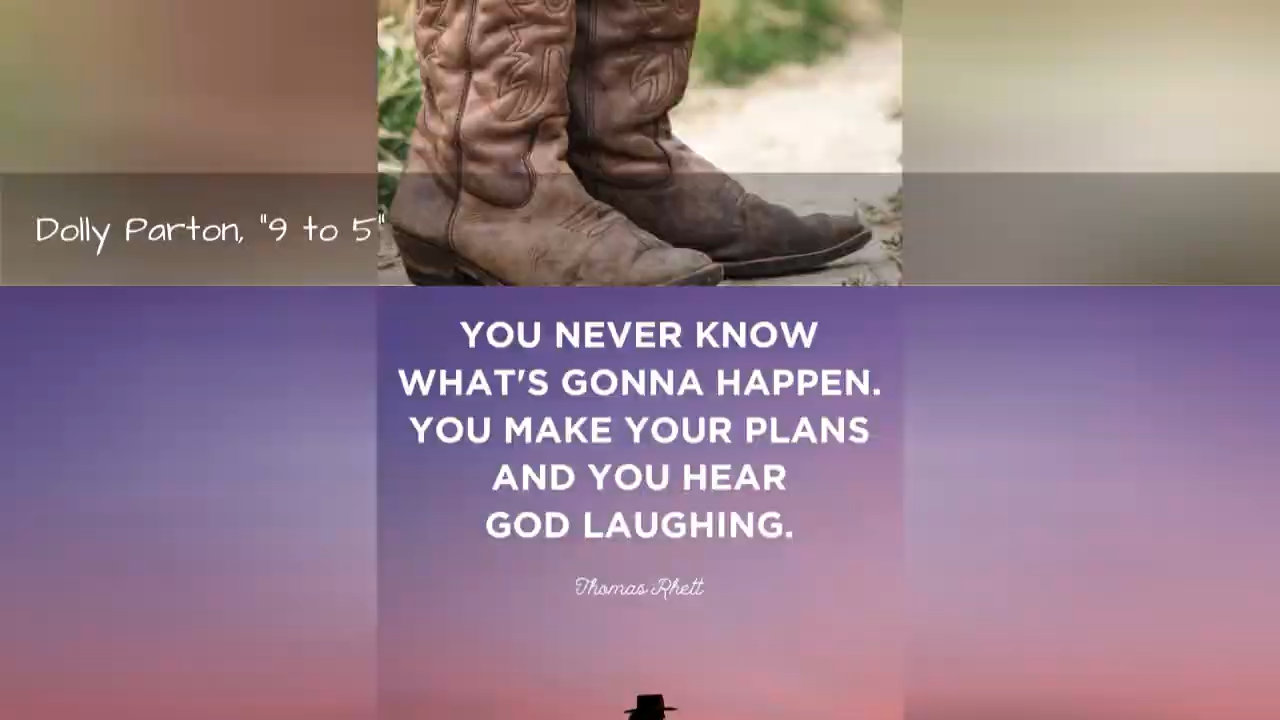 Dolly Parton, "9 to 5"
YOU NEVER KNOW
WHAT'S GONNA HAPPEN.
YOU MAKE YOUR PLANS
AND YOU HEAR
GOD LAUGHING.
Thomas Rhett